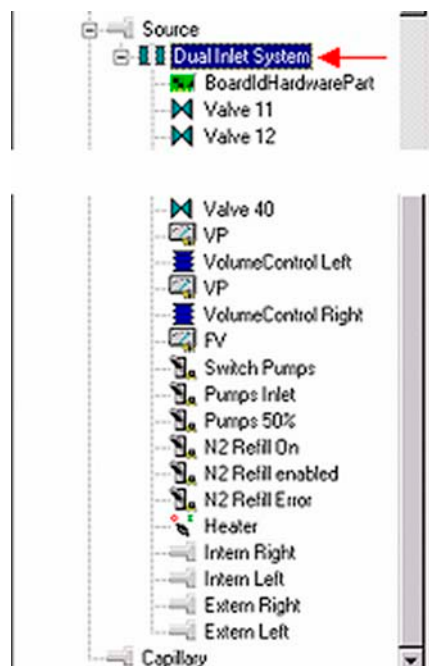 Source
Dual Inlet System
BoardIdHardwarePart
Valve 11
Valve 12
Valve 40
VP
VolumeControl Left
VP
VolumeControl Right
FV
Switch Pumps
Pumps Inlet
Pumps 50%
N2 Refill On
N2 Refill enabled
N2 Refill Error
Heater
Intern Right
Intern Left
Extern Right
Extern Left
Capillary